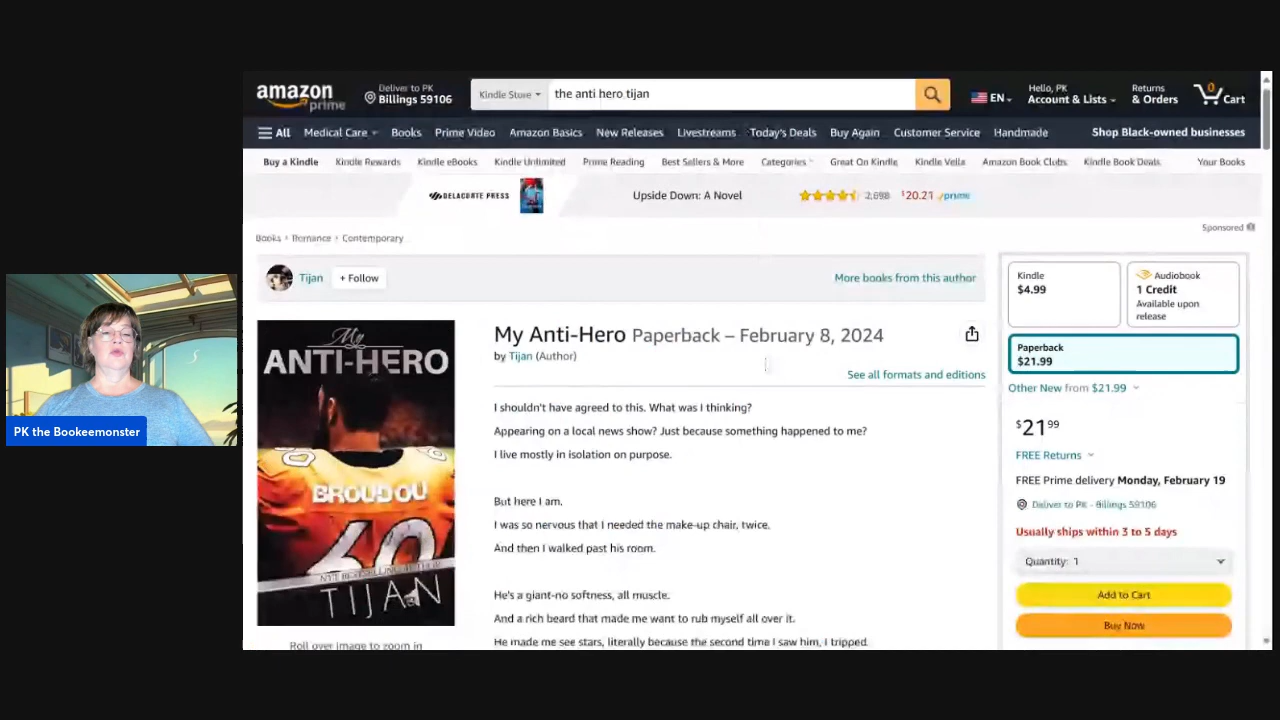 amazon
prime
Deliver to PK
Billings 59106
Kindle Store
the anti hero tijan
EN
Hello, PK
Account & Lists
Returns
& Orders
0
Cart
All
Medical Care
Books
Prime Video
Amazon Basics
New Releases
Livestreams
Today's Deals
Buy Again
Customer Service
Handmade
Shop Black-owned businesses
Buy a Kindle
Kindle Rewards
Kindle eBooks
Kindle Unlimited
Prime Reading
Best Sellers & More
Categories
Great On Kindle
Kindle Vella
Amazon Book Clubs
Kindle Book Deals
Your Books
DELACORTE PRESS
Upside Down: A Novel
2,698
$20.21 prime
Sponsored
Books › Romance › Contemporary
Tijan
+ Follow
More books from this author
My
ANTI-HERO
BROUDOU
60
NYT BESTSELLING AUTHOR
TIJAN
Roll over image to zoom in
My Anti-Hero Paperback – February 8, 2024
by Tijan (Author)
See all formats and editions
I shouldn't have agreed to this. What was I thinking?
Appearing on a local news show? Just because something happened to me?
I live mostly in isolation on purpose.
But here I am.
I was so nervous that I needed the make-up chair, twice.
And then I walked past his room.
He's a giant-no softness, all muscle.
And a rich beard that made me want to rub myself all over it.
He made me see stars, literally because the second time I saw him, I tripped.
Kindle
$4.99
Audiobook
1 Credit
Available upon
release
Paperback
$21.99
Other New from $21.99
$21 99
FREE Returns
FREE Prime delivery Monday, February 19
Deliver to PK - Billings 59106
Usually ships within 3 to 5 days
Quantity: 1
Add to Cart
Buy Now
PK the Bookeemonster